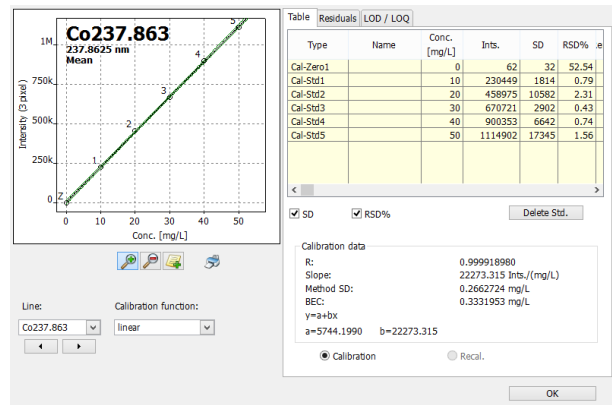 Co237.863
237.8625 nm
Mean
Intensity (3 pixel)
1M
750k
500k
250k
0
Z
1
2
3
4
5
0 10 20 30 40 50
Conc. [mg/L]
Line: Calibration function:
Co237.863 linear
Table Residuals LOD / LOQ
Type Name Conc. [mg/L] Ints. SD RSD% .e
Cal-Zero1 0 62 32 52.54
Cal-Std1 10 230449 1814 0.79
Cal-Std2 20 458975 10582 2.31
Cal-Std3 30 670721 2902 0.43
Cal-Std4 40 900353 6642 0.74
Cal-Std5 50 1114902 17345 1.56
SD RSD% Delete Std.
Calibration data
R: 0.999918980
Slope: 22273.315 Ints./(mg/L)
Method SD: 0.2662724 mg/L
BEC: 0.3331953 mg/L
y=a+bx
a=5744.1990 b=22273.315
Calibration Recal.
OK